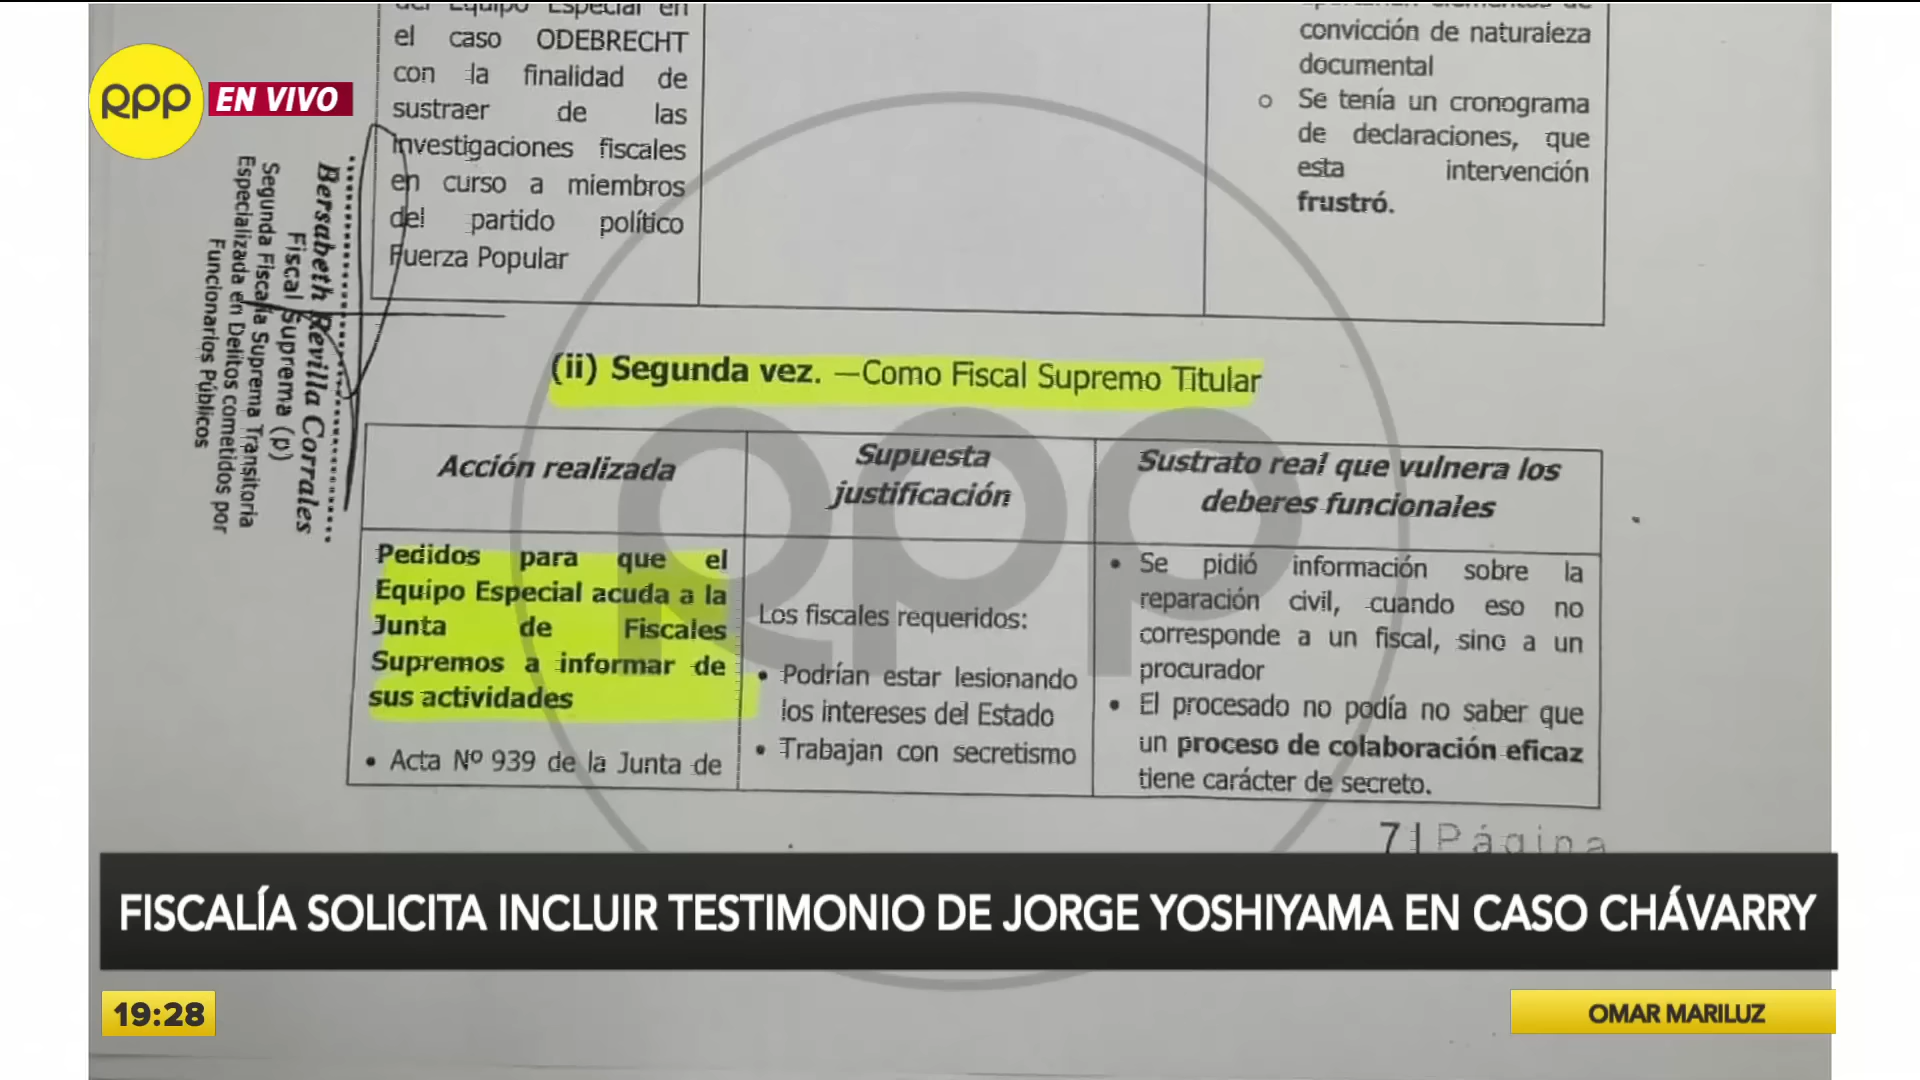 RPP
EN VIVO
el caso ODEBRECHT
con la finalidad de
sustraer de las
investigaciones fiscales
en curso a miembros
del partido político
Fuerza Popular
convicción de naturaleza
documental
o Se tenía un cronograma
de declaraciones, que
esta intervención
frustró.
Bersabeth Revilla Corrales
Fiscal Suprema (p)
Segunda Fiscalía Suprema Transitoria
Especializada en Delitos cometidos por
Funcionarios Públicos
(ii) Segunda vez. —Como Fiscal Supremo Titular
Acción realizada
Supuesta
justificación
Sustrato real que vulnera los
deberes funcionales
Pedidos para que el
Equipo Especial acuda a la
Junta de Fiscales
Supremos a informar de
sus actividades
• Acta Nº 939 de la Junta de
Los fiscales requeridos:
• Podrían estar lesionando
los intereses del Estado
• Trabajan con secretismo
• Se pidió información sobre la
reparación civil, cuando eso no
corresponde a un fiscal, sino a un
procurador
• El procesado no podía no saber que
un proceso de colaboración eficaz
tiene carácter de secreto.
7 | Página
RPP
FISCALÍA SOLICITA INCLUIR TESTIMONIO DE JORGE YOSHIYAMA EN CASO CHÁVARRY
19:28
OMAR MARILUZ